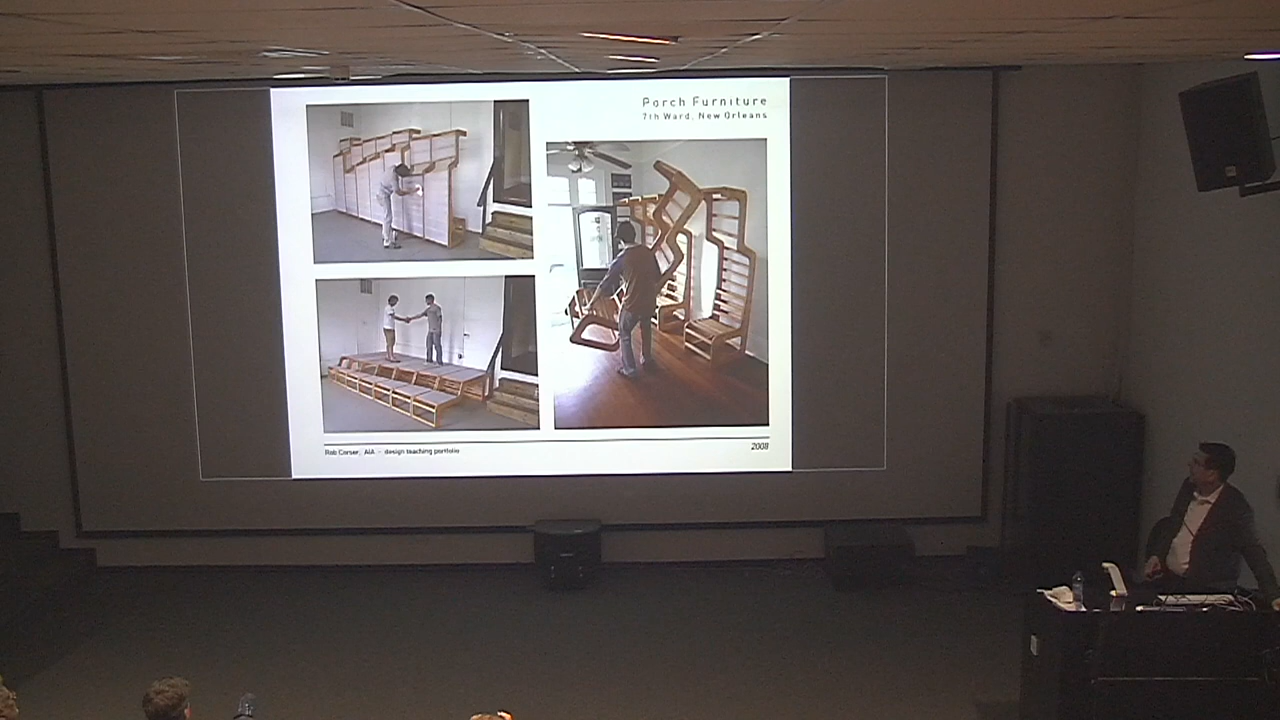 Porch Furniture
7th Ward, New Orleans
Rob Corser, AIA - design teaching portfolio
2008